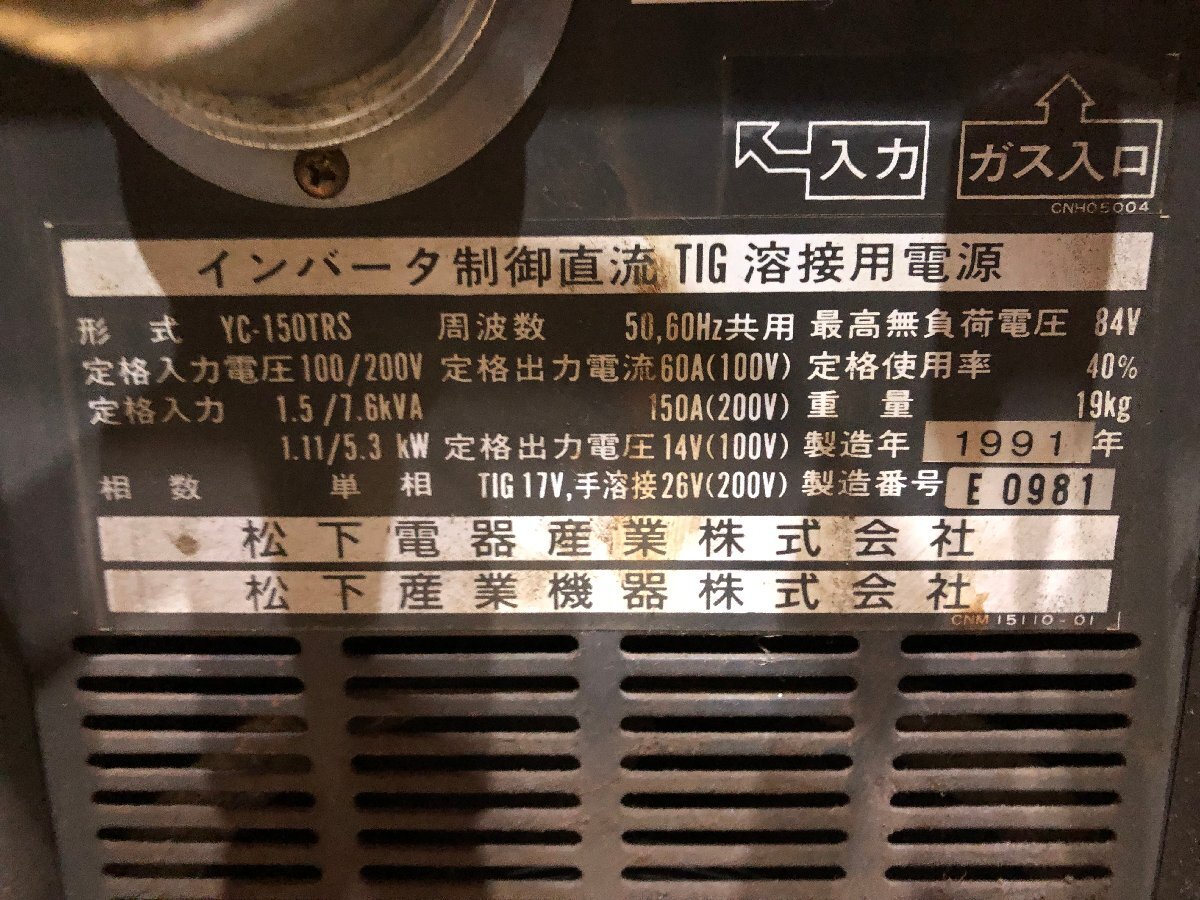 入力 ガス入口
CNH05004
インバータ制御直流 TIG 溶接用電源
形 式 YC-150TRS 周波数 50,60Hz共用 最高無負荷電圧 84V
定格入力電圧 100/200V 定格出力電流 60A(100V) 定格使用率 40%
定格入力 1.5/7.6kVA 150A(200V) 重 量 19kg
1.11/5.3 kW 定格出力電圧 14V(100V) 製造年 1991 年
相 数 単 相 TIG 17V,手溶接26V(200V) 製造番号 E 0981
松下電器産業株式会社
松下産業機器株式会社
CNM 15110-01